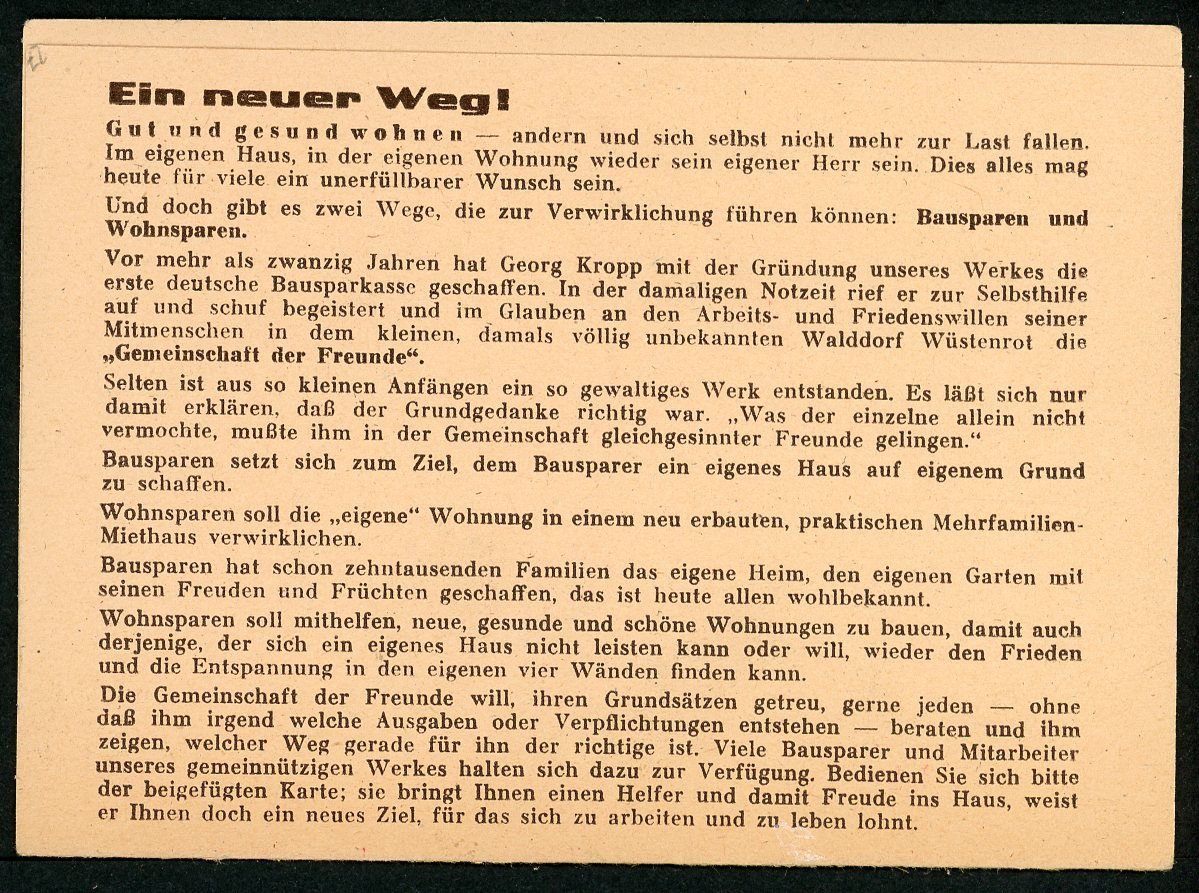 Ein neuer Weg!
Gut und gesund wohnen — andern und sich selbst nicht mehr zur Last fallen.
Im eigenen Haus, in der eigenen Wohnung wieder sein eigener Herr sein. Dies alles mag
heute für viele ein unerfüllbarer Wunsch sein.
Und doch gibt es zwei Wege, die zur Verwirklichung führen können: Bausparen und
Wohnsparen.
Vor mehr als zwanzig Jahren hat Georg Kropp mit der Gründung unseres Werkes die
erste deutsche Bausparkasse geschaffen. In der damaligen Notzeit rief er zur Selbsthilfe
auf und schuf begeistert und im Glauben an den Arbeits- und Friedenswillen seiner
Mitmenschen in dem kleinen, damals völlig unbekannten Walddorf Wüstenrot die
„Gemeinschaft der Freunde“.
Selten ist aus so kleinen Anfängen ein so gewaltiges Werk entstanden. Es läßt sich nur
damit erklären, daß der Grundgedanke richtig war. „Was der einzelne allein nicht
vermochte, mußte ihm in der Gemeinschaft gleichgesinnter Freunde gelingen.“
Bausparen setzt sich zum Ziel, dem Bausparer ein eigenes Haus auf eigenem Grund
zu schaffen.
Wohnsparen soll die „eigene“ Wohnung in einem neu erbauten, praktischen Mehrfamilien-
Miethaus verwirklichen.
Bausparen hat schon zehntausenden Familien das eigene Heim, den eigenen Garten mit
seinen Freuden und Früchten geschaffen, das ist heute allen wohlbekannt.
Wohnsparen soll mithelfen, neue, gesunde und schöne Wohnungen zu bauen, damit auch
derjenige, der sich ein eigenes Haus nicht leisten kann oder will, wieder den Frieden
und die Entspannung in den eigenen vier Wänden finden kann.
Die Gemeinschaft der Freunde will, ihren Grundsätzen getreu, gerne jeden — ohne
daß ihm irgend welche Ausgaben oder Verpflichtungen entstehen — beraten und ihm
zeigen, welcher Weg gerade für ihn der richtige ist. Viele Bausparer und Mitarbeiter
unseres gemeinnützigen Werkes halten sich dazu zur Verfügung. Bedienen Sie sich bitte
der beigefügten Karte; sie bringt Ihnen einen Helfer und damit Freude ins Haus, weist
er Ihnen doch ein neues Ziel, für das sich zu arbeiten und zu leben lohnt.